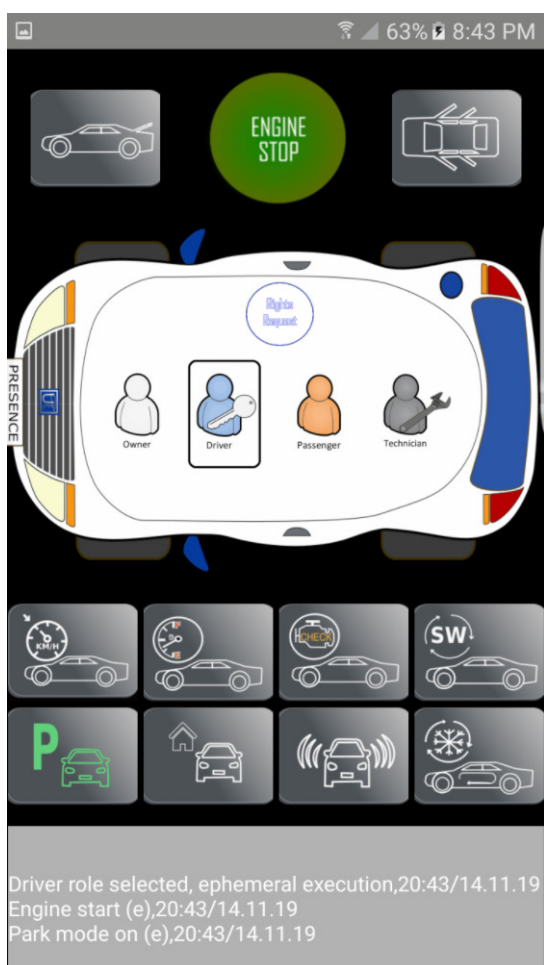 63% 8:43 PM
ENGINE
STOP
Rights
Request
PRESENCE
Owner
Driver
Passenger
Technician
KM/H
CHECK
SW
P
Driver role selected, ephemeral execution,20:43/14.11.19
Engine start (e),20:43/14.11.19
Park mode on (e),20:43/14.11.19